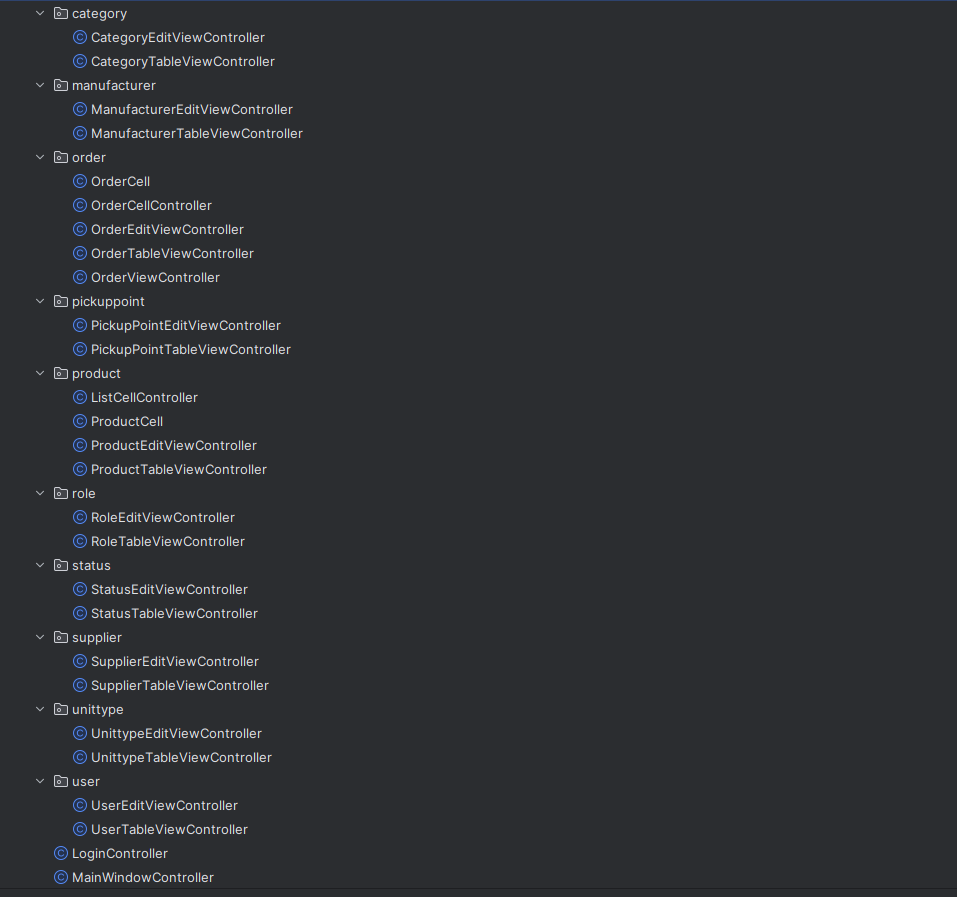 category
CategoryEditViewController
CategoryTableViewController
manufacturer
ManufacturerEditViewController
ManufacturerTableViewController
order
OrderCell
OrderCellController
OrderEditViewController
OrderTableViewController
OrderViewController
pickuppoint
PickupPointEditViewController
PickupPointTableViewController
product
ListCellController
ProductCell
ProductEditViewController
ProductTableViewController
role
RoleEditViewController
RoleTableViewController
status
StatusEditViewController
StatusTableViewController
supplier
SupplierEditViewController
SupplierTableViewController
unittype
UnittypeEditViewController
UnittypeTableViewController
user
UserEditViewController
UserTableViewController
LoginController
MainWindowController